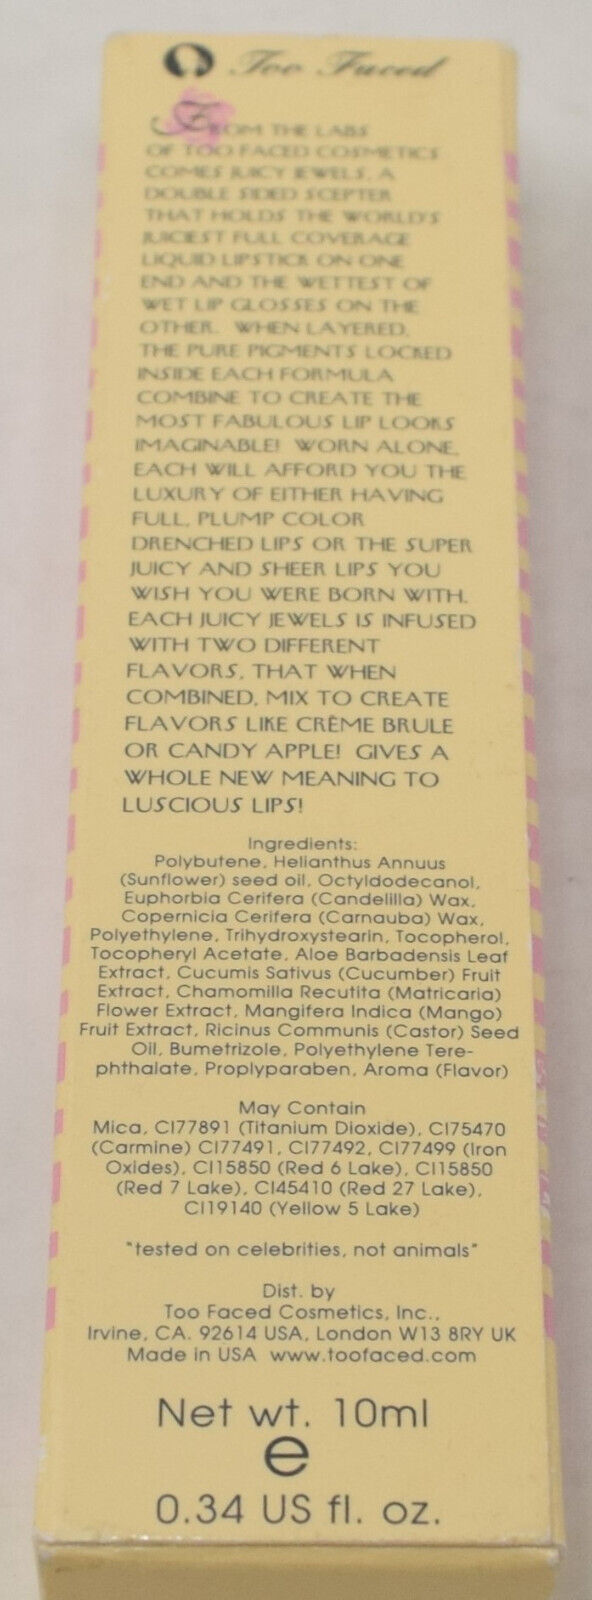 Too Faced
FROM THE LABS
OF TOO FACED COSMETICS
COMES JUICY JEWELS, A
DOUBLE SIDED SCEPTER
THAT HOLDS THE WORLD'S
JUICIEST FULL COVERAGE
LIQUID LIPSTICK ON ONE
END AND THE WETTEST OF
WET LIP GLOSSES ON THE
OTHER. WHEN LAYERED,
THE PURE PIGMENTS LOCKED
INSIDE EACH FORMULA
COMBINE TO CREATE THE
MOST FABULOUS LIP LOOKS
IMAGINABLE! WORN ALONE,
EACH WILL AFFORD YOU THE
LUXURY OF EITHER HAVING
FULL, PLUMP COLOR
DRENCHED LIPS OR THE SUPER
JUICY AND SHEER LIPS YOU
WISH YOU WERE BORN WITH.
EACH JUICY JEWELS IS INFUSED
WITH TWO DIFFERENT
FLAVORS, THAT WHEN
COMBINED, MIX TO CREATE
FLAVORS LIKE CRÈME BRULE
OR CANDY APPLE! GIVES A
WHOLE NEW MEANING TO
LUSCIOUS LIPS!
Ingredients:
Polybutene, Helianthus Annuus
(Sunflower) seed oil, Octyldodecanol,
Euphorbia Cerifera (Candelilla) Wax,
Copernicia Cerifera (Carnauba) Wax,
Polyethylene, Trihydroxystearin, Tocopherol,
Tocopheryl Acetate, Aloe Barbadensis Leaf
Extract, Cucumis Sativus (Cucumber) Fruit
Extract, Chamomilla Recutita (Matricaria)
Flower Extract, Mangifera Indica (Mango)
Fruit Extract, Ricinus Communis (Castor) Seed
Oil, Bumetrizole, Polyethylene Tere-
phthalate, Proplyparaben, Aroma (Flavor)
May Contain
Mica, CI77891 (Titanium Dioxide), CI75470
(Carmine) CI77491, CI77492, CI77499 (Iron
Oxides), CI15850 (Red 6 Lake), CI15850
(Red 7 Lake), CI45410 (Red 27 Lake),
CI19140 (Yellow 5 Lake)
"tested on celebrities, not animals"
Dist. by
Too Faced Cosmetics, Inc.,
Irvine, CA. 92614 USA, London W13 8RY UK
Made in USA www.toofaced.com
Net wt. 10ml
e
0.34 US fl. oz.